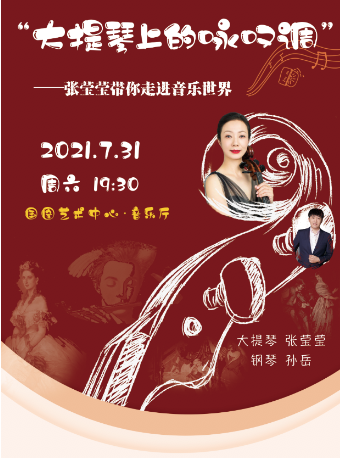 “大提琴上的咏叹调”
——张莹莹带你走进音乐世界
2021.7.31
周六 19:30
国图艺术中心·音乐厅
大提琴 张莹莹
钢琴 孙岳